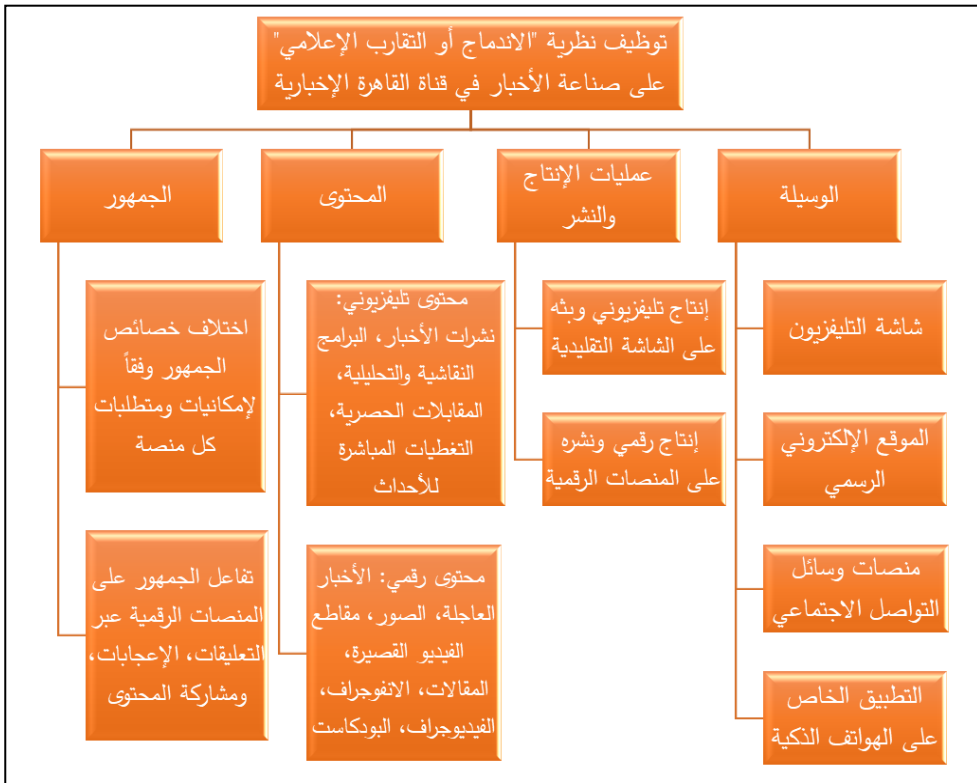 توظيف نظرية "الاندماج أو التقارب الإعلامي"
على صناعة الأخبار في قناة القاهرة الإخبارية
الوسيلة
شاشة التليفزيون
الموقع الإلكتروني
الرسمي
منصات وسائل
التواصل الاجتماعي
التطبيق الخاص
على الهواتف الذكية
عمليات الإنتاج
والنشر
إنتاج تليفزيوني وبثه
على الشاشة التقليدية
إنتاج رقمي ونشره
على المنصات الرقمية
المحتوى
محتوى تليفزيوني:
نشرات الأخبار، البرامج
النقاشية والتحليلية،
المقابلات الحصرية،
التغطيات المباشرة
للأحداث
محتوى رقمي: الأخبار
العاجلة، الصور، مقاطع
الفيديو القصيرة،
المقالات، الانفوجراف،
الفيديوجراف، البودكاست
الجمهور
اختلاف خصائص
الجمهور وفقاً
لإمكانيات ومتطلبات
كل منصة
تفاعل الجمهور على
المنصات الرقمية عبر
التعليقات، الإعجابات،
ومشاركة المحتوى